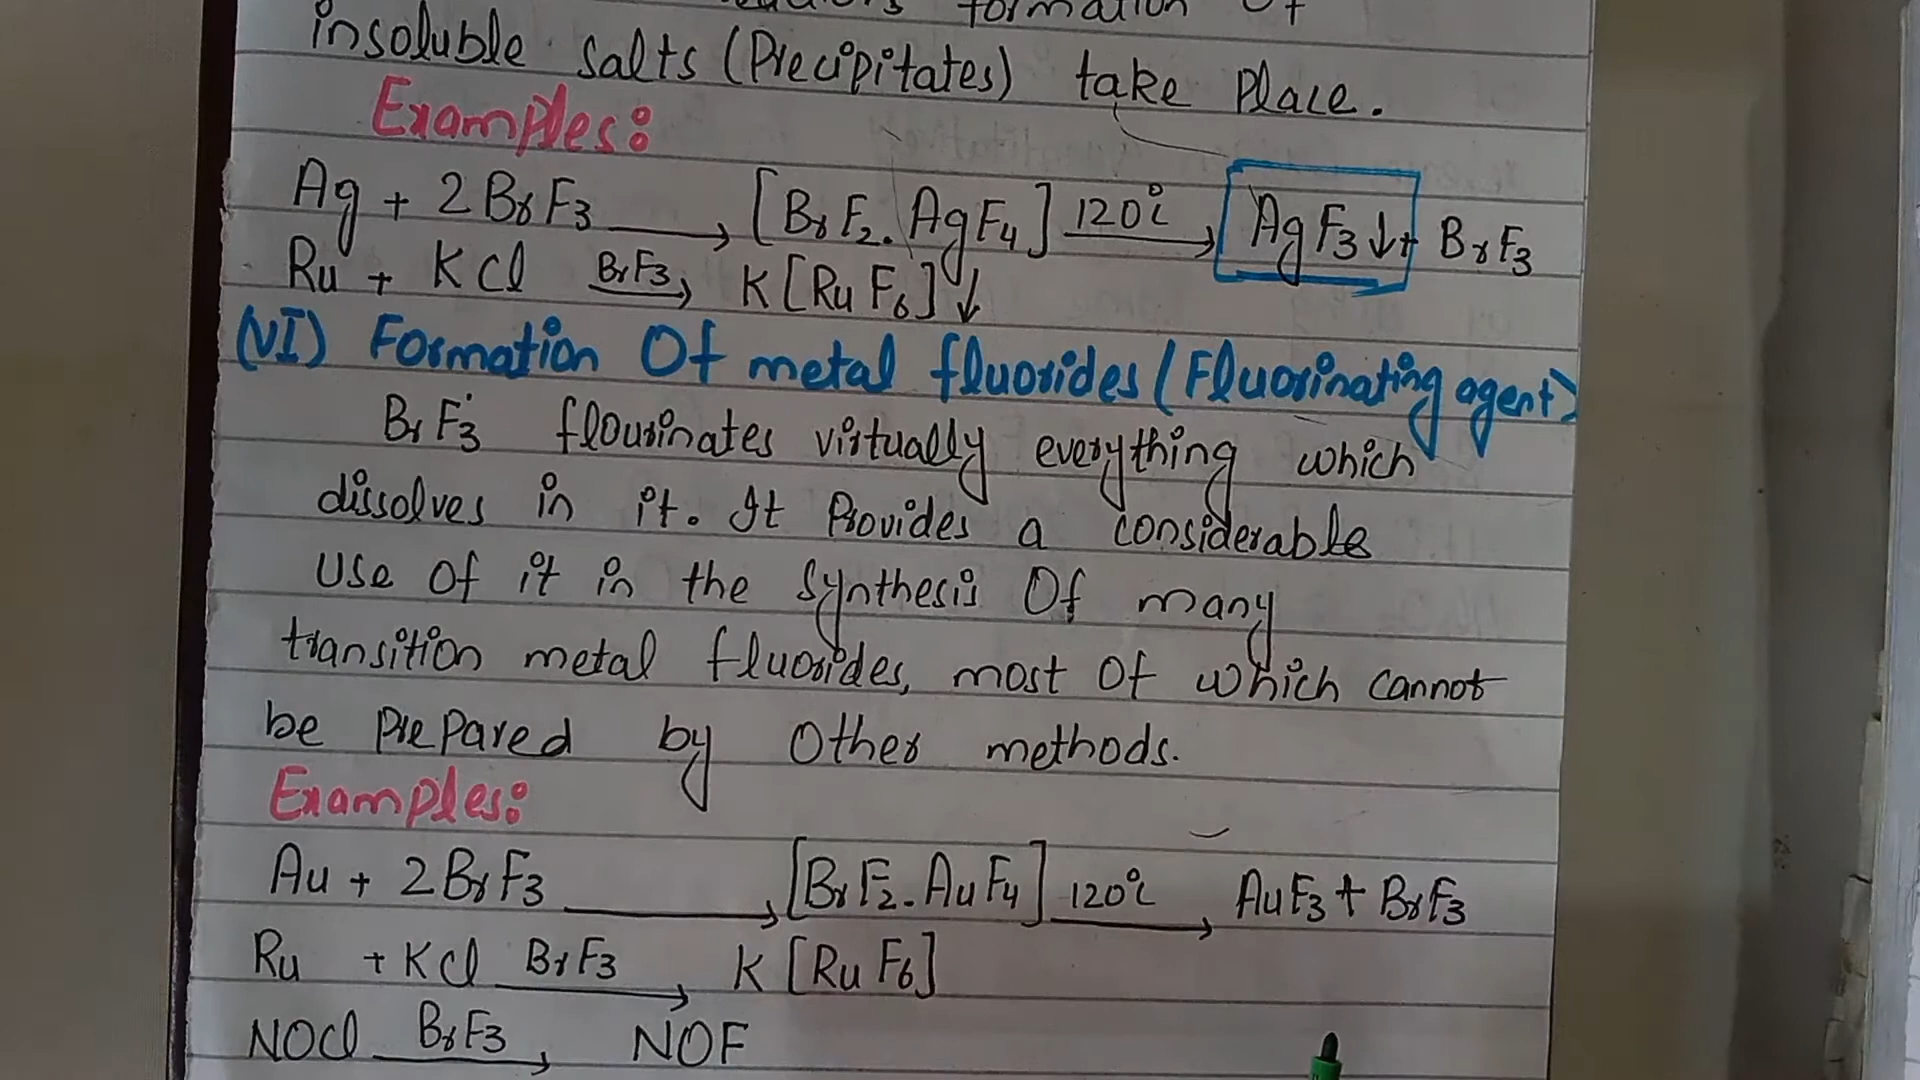 formation Of
insoluble salts (Precipitates) take Place.
Examples:
Ag + 2BrF3 → [BrF2.AgF4] 120°C → AgF3↓ + BrF3
Ru + KCl BrF3 → K[RuF6]↓
(VI) Formation Of metal fluorides (Fluorinating agent)
BrF3 flourinates virtually everything which
dissolves in it. It Provides a considerable
Use Of it in the Synthesis Of many
transition metal fluorides, most Of which cannot
be PrePared by Other methods.
Examples:
Au + 2BrF3 → [BrF2.AuF4] 120°C → AuF3 + BrF3
Ru + KCl BrF3 → K[RuF6]
NOCl BrF3 → NOF